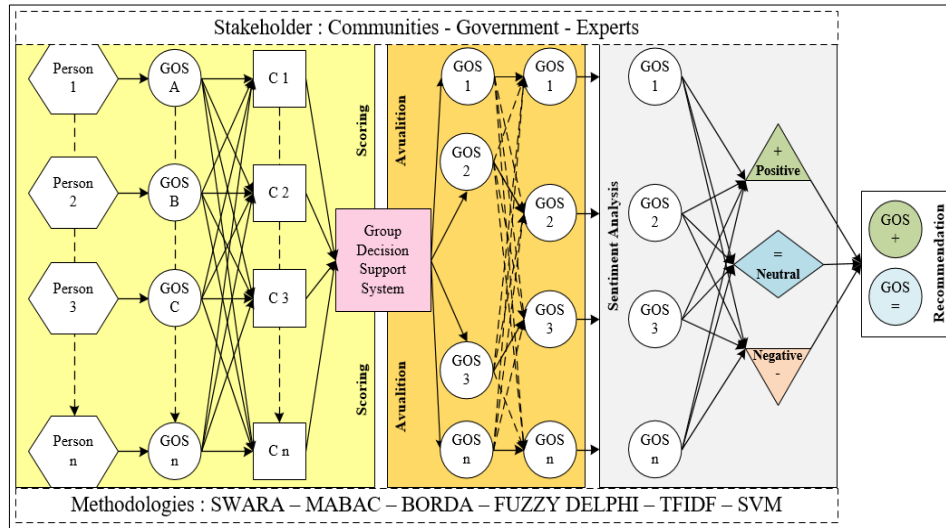 Stakeholder : Communities - Government - Experts
Person
1
GOS
A
C 1
Person
2
GOS
B
C 2
Person
3
GOS
C
C 3
Person
n
GOS
n
C n
Scoring
Scoring
Group
Decision
Support
System
Avualition
Avualition
GOS
1
GOS
2
GOS
3
GOS
n
GOS
1
GOS
2
GOS
3
GOS
n
Sentiment Analysis
GOS
1
GOS
2
GOS
3
GOS
n
+
Positive
=
Neutral
Negative
-
GOS
+
GOS
=
Recommendation
Methodologies : SWARA – MABAC – BORDA – FUZZY DELPHI – TFIDF – SVM